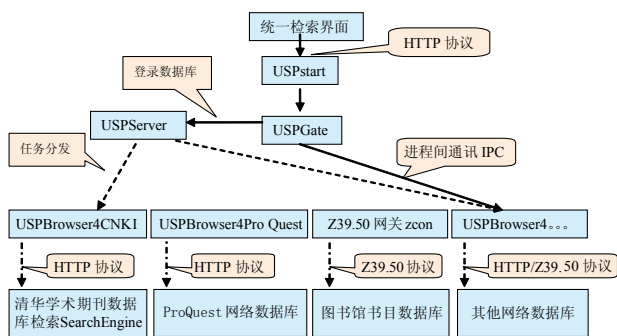 统一检索界面
HTTP 协议
USPstart
登录数据库
USPServer
USPGate
任务分发
进程间通讯 IPC
USPBrowser4CNKI
USPBrowser4Pro Quest
Z39.50 网关 zcon
USPBrowser4。。。
HTTP 协议
HTTP 协议
Z39.50 协议
HTTP/Z39.50 协议
清华学术期刊数据
库检索SearchEngine
ProQuest 网络数据库
图书馆书目数据库
其他网络数据库